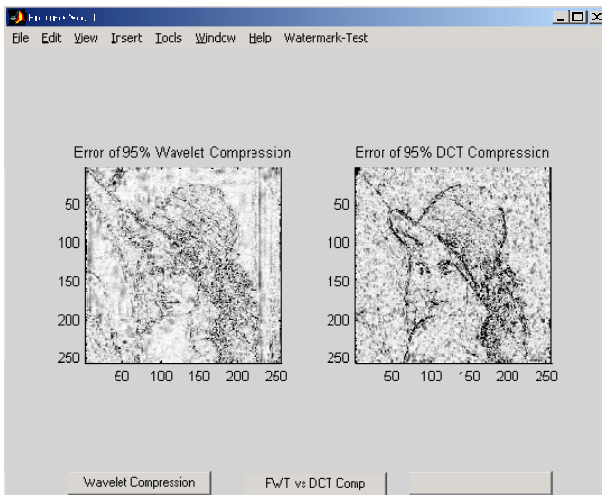 File Edit View Insert Tools Window Help Watermark-Test
Error of 95% Wavelet Compression
50
100
150
200
250
50 100 150 200 250
Error of 95% DCT Compression
50
100
150
200
250
50 100 150 200 250
Wavelet Compression
FWT vs DCT Comp